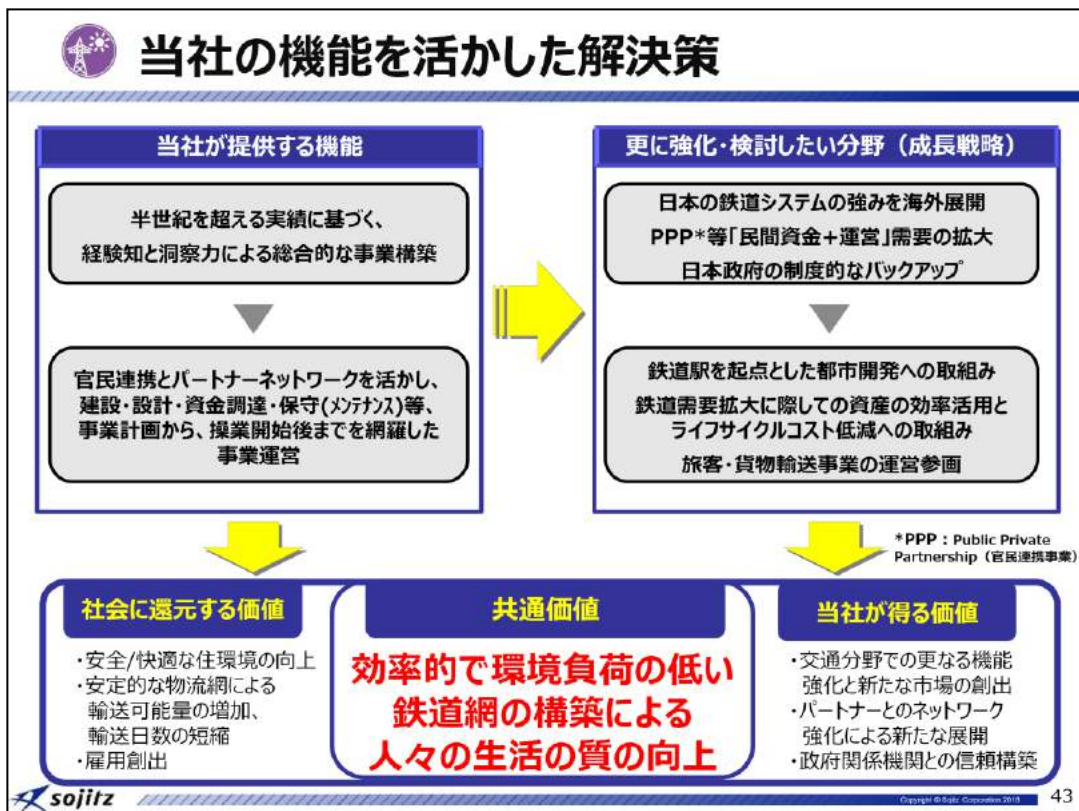 当社の機能を活かした解決策
当社が提供する機能
半世紀を超える実績に基づく、
経験知と洞察力による総合的な事業構築
官民連携とパートナーネットワークを活かし、
建設・設計・資金調達・保守(メンテナンス)等、
事業計画から、操業開始後までを網羅した
事業運営
更に強化・検討したい分野（成長戦略）
日本の鉄道システムの強みを海外展開
PPP*等「民間資金+運営」需要の拡大
日本政府の制度的なバックアップ
鉄道駅を起点とした都市開発への取組み
鉄道需要拡大に際しての資産の効率活用と
ライフサイクルコスト低減への取組み
旅客・貨物輸送事業の運営参画
*PPP：Public Private
Partnership（官民連携事業）
社会に還元する価値
・安全/快適な住環境の向上
・安定的な物流網による
輸送可能量の増加、
輸送日数の短縮
・雇用創出
共通価値
効率的で環境負荷の低い
鉄道網の構築による
人々の生活の質の向上
当社が得る価値
・交通分野での更なる機能
強化と新たな市場の創出
・パートナーとのネットワーク
強化による新たな展開
・政府関係機関との信頼構築
sojitz
Copyright © Sojitz Corporation 2018
43